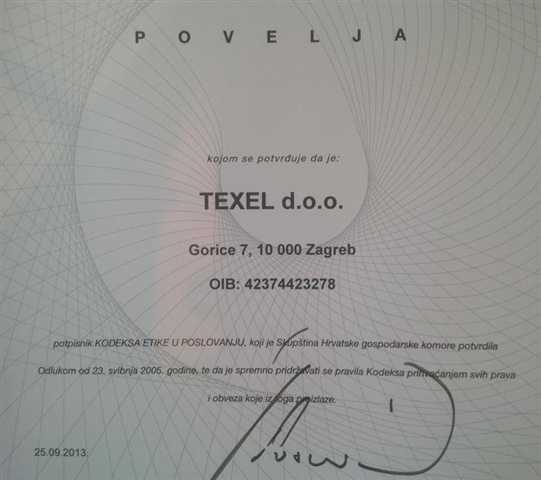 POVELJA
kojom se potvrđuje da je:
TEXEL d.o.o.
Gorice 7, 10 000 Zagreb
OIB: 42374423278
potpisnik KODEKSA ETIKE U POSLOVANJU, koji je Skupština Hrvatske gospodarske komore potvrdila
Odlukom od 23. svibnja 2005. godine, te da je spremno pridržavati se pravila Kodeksa prihvaćanjem svih prava
i obveza koje iz toga proizlaze.
25.09.2013.